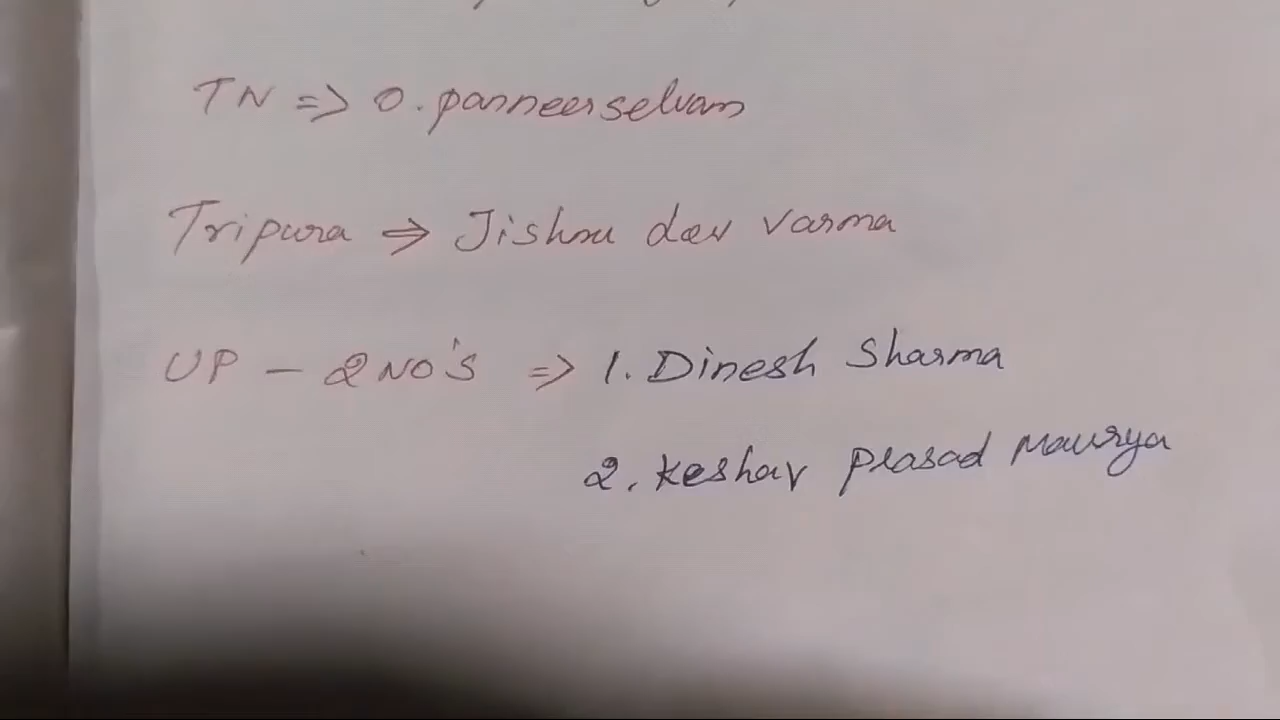 TN => O. panneerselvam
Tripura => Jishnu dev varma
UP - 2 NO'S => 1. Dinesh Sharma
2. Keshav prasad Maurya